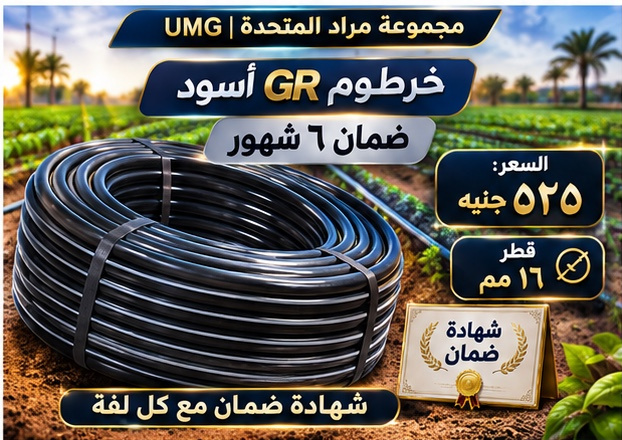 مجموعة مراد المتحدة | UMG
خرطوم GR أسود
ضمان ٦ شهور
السعر:
٥٢٥ جنيه
قطر
١٦ مم
شهادة
ضمان
شهادة ضمان مع كل لفة